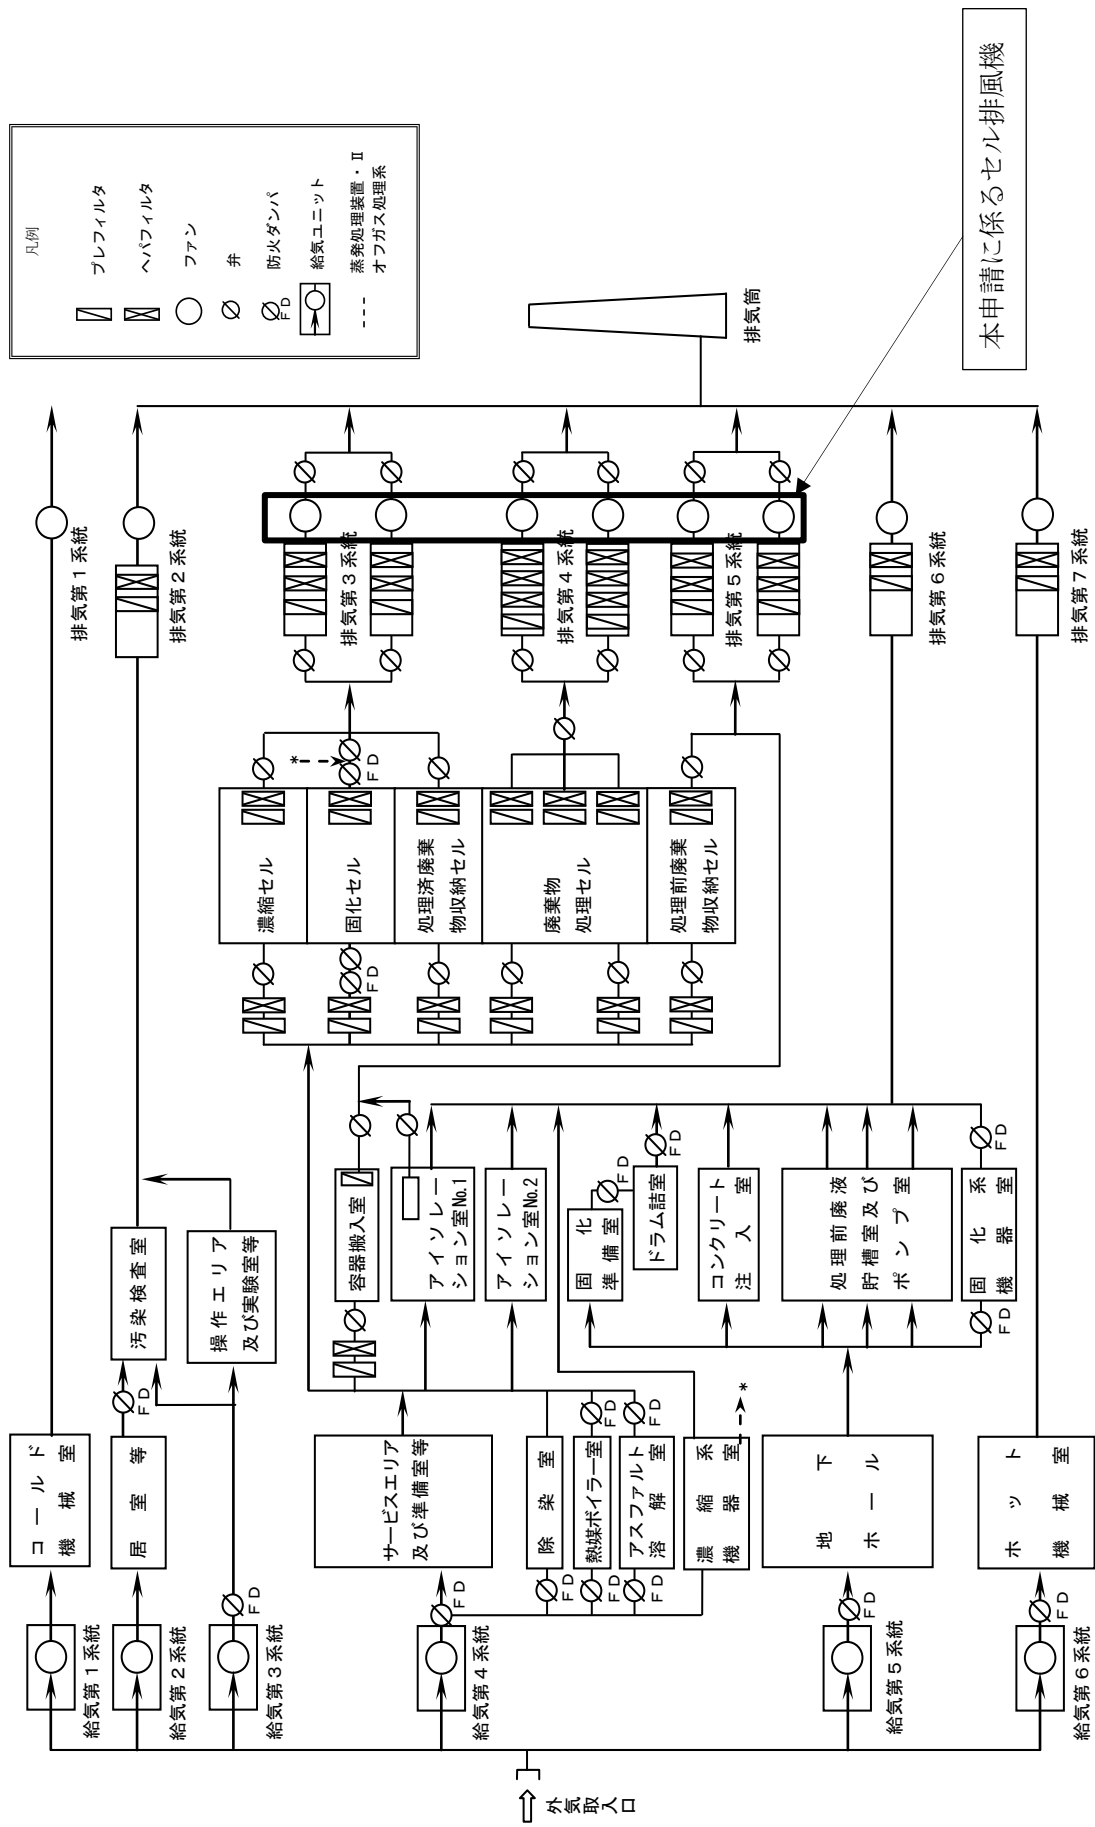 凡例
プレフィルタ
ヘパフィルタ
ファン
弁
FD
防火ダンパ
給気ユニット
蒸発処理装置・Ⅱ
オフガス処理系
本申請に係るセル排風機
排気筒
排気第1系統
排気第2系統
排気第3系統
排気第4系統
排気第5系統
排気第6系統
排気第7系統
*
FD
濃縮セル
固化セル
処理済廃棄
物収納セル
廃棄物
処理セル
処理前廃棄
物収納セル
FD
汚染検査室
操作エリア
及び実験室等
容器搬入室
アイソレー
ション室No.1
アイソレー
ション室No.2
固化
準備室
FD
ドラム詰室
FD
コンクリート
注入室
処理前廃液
貯槽室及び
ポンプ室
固化系
機器室
FD
FD
FD
コールド
機械室
居室等
サービスエリア
及び準備室等
除染室
熱媒ボイラー室
アスファルト
溶解室
濃縮系
機器室
*
FD
FD
FD
FD
FD
地下
ホール
ホット
機械室
FD
FD
FD
FD
給気第1系統
給気第2系統
給気第3系統
給気第4系統
給気第5系統
給気第6系統
外気取入口